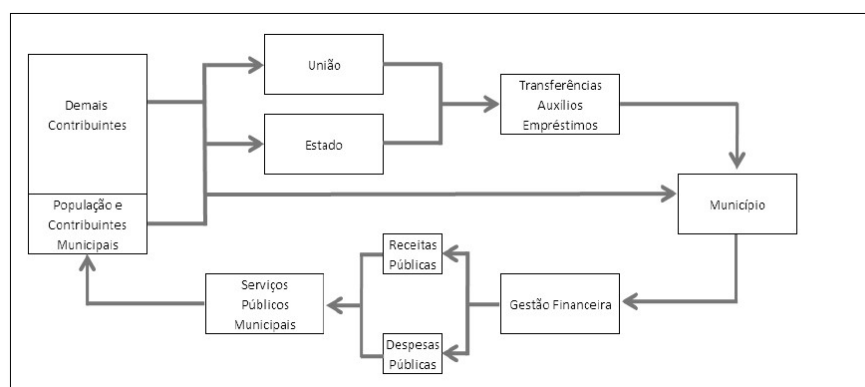 União
Demais
Contribuintes
Transferências
Auxílios
Empréstimos
Estado
População e
Contribuintes
Municipais
Município
Receitas
Públicas
Serviços
Públicos
Municipais
Gestão Financeira
Despesas
Públicas